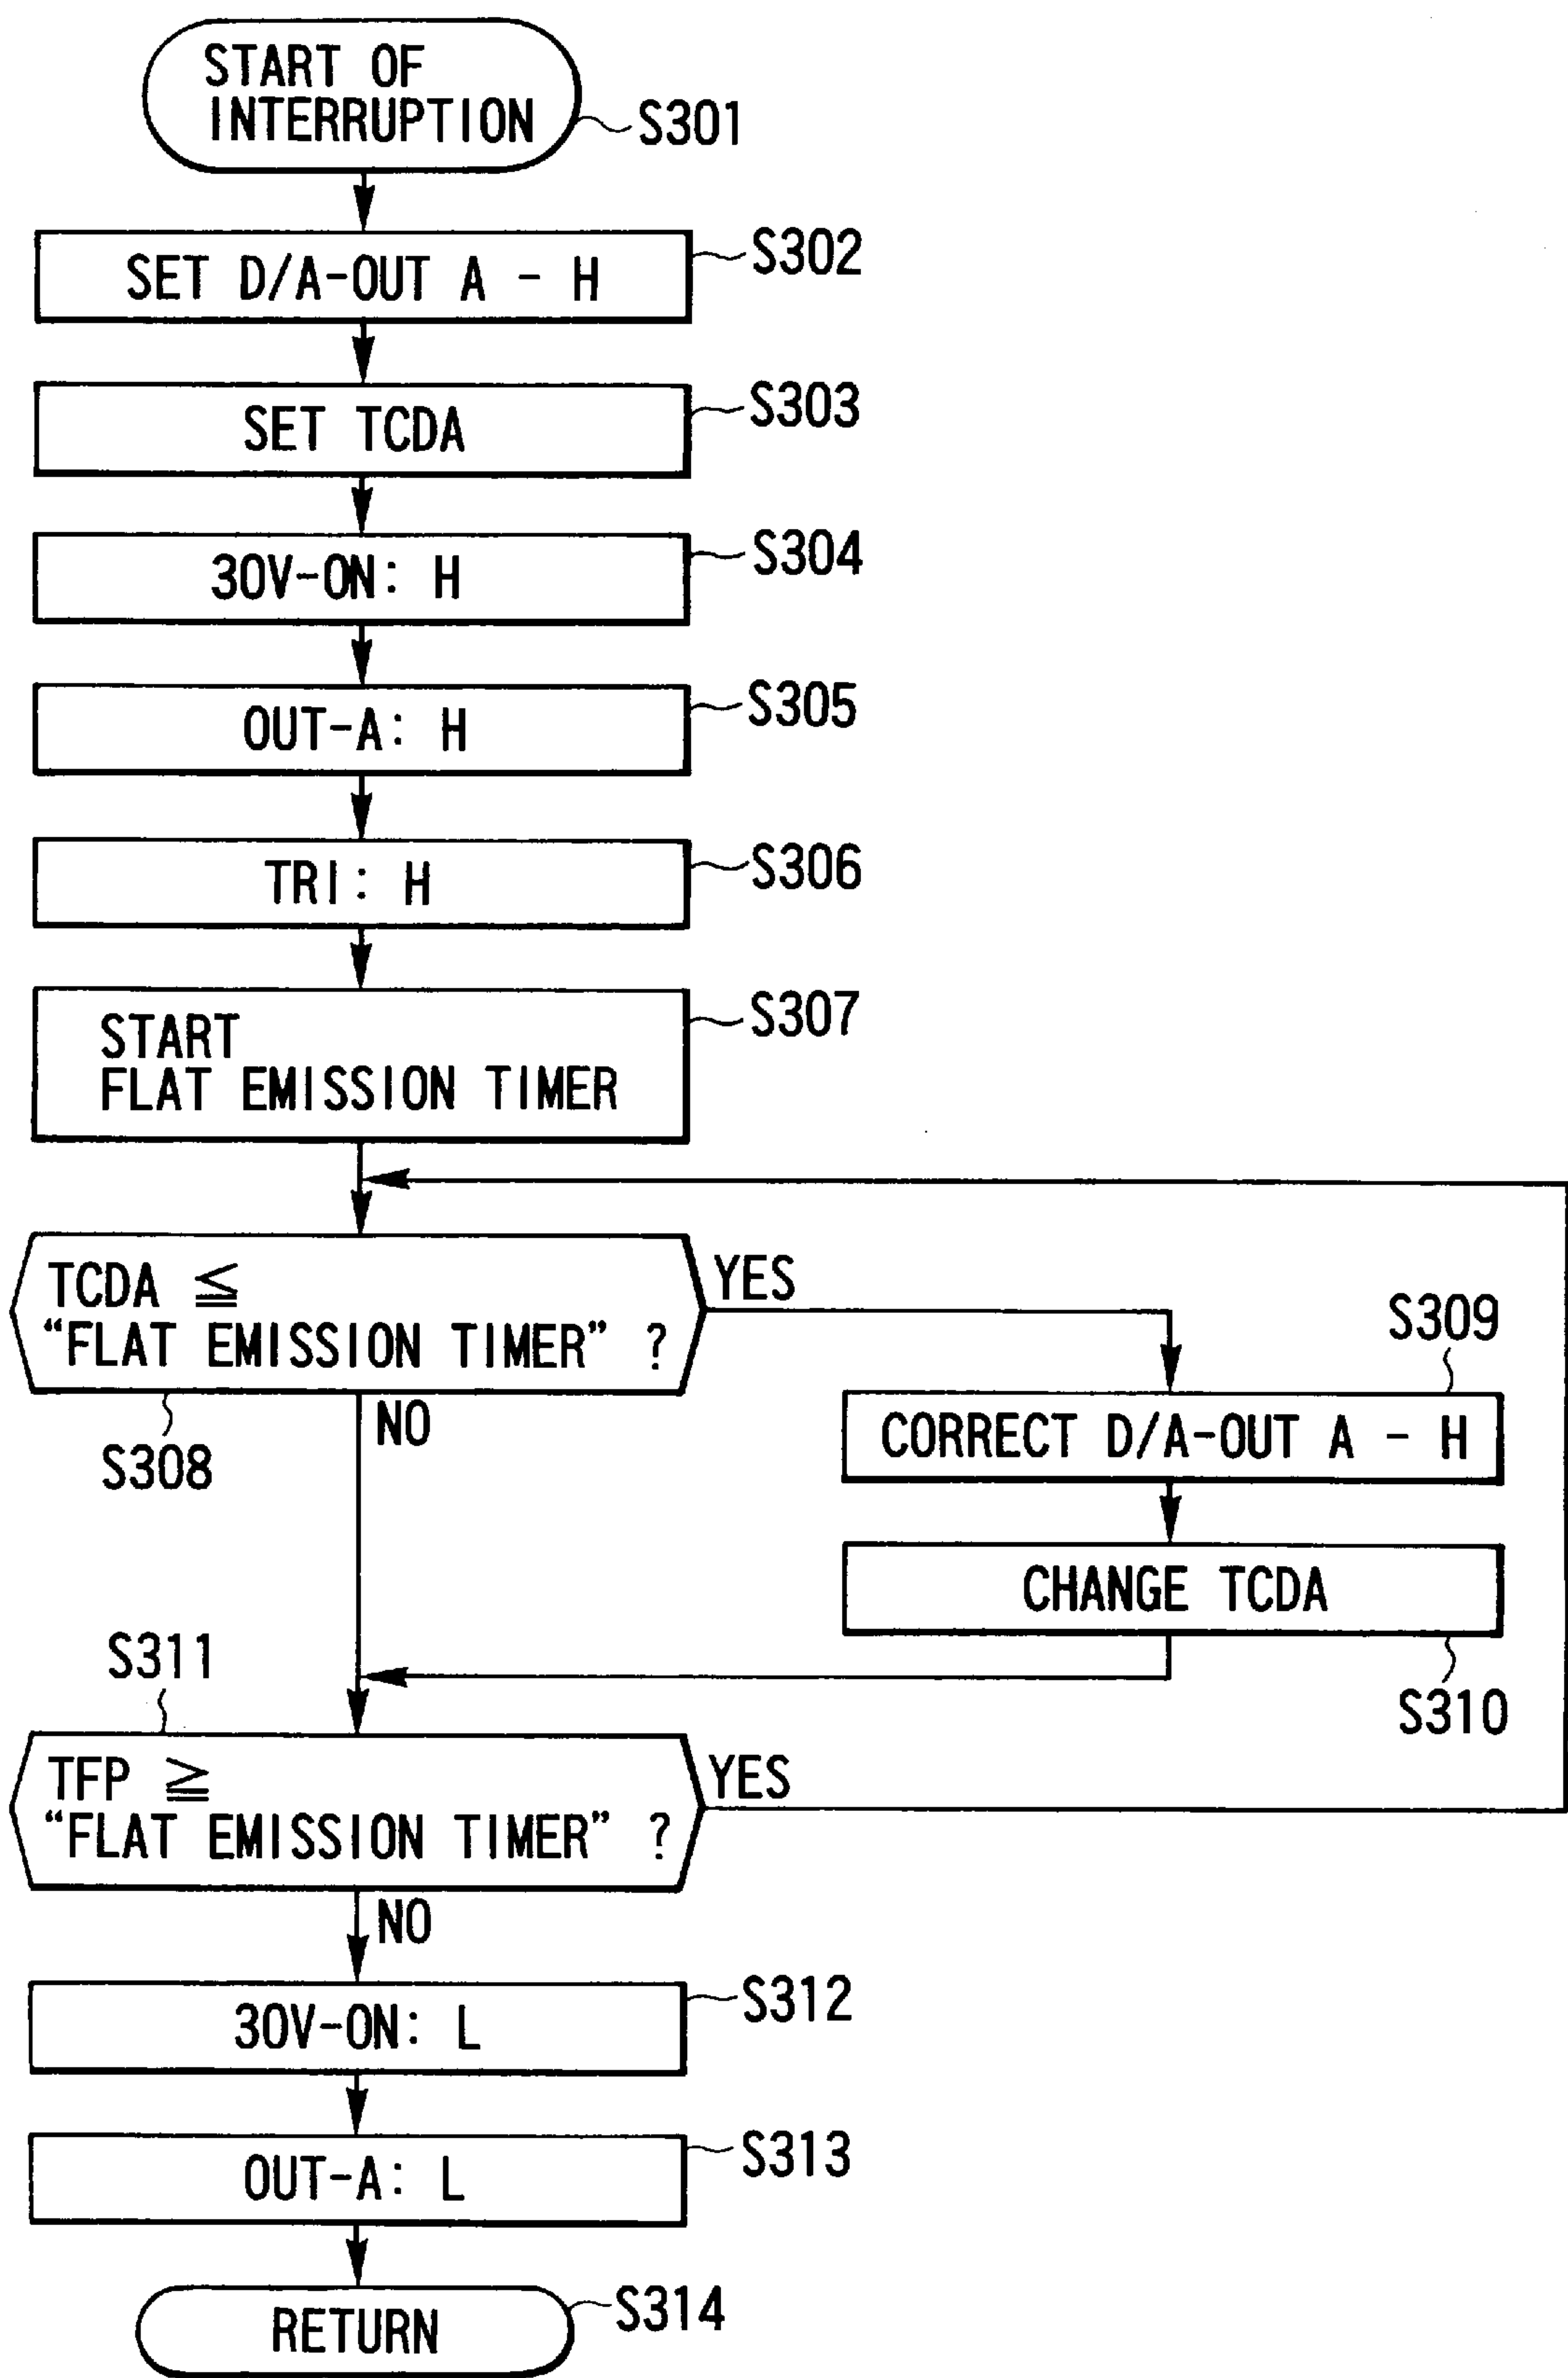 START OF
INTERRUPTION
S301
SET D/A-OUT A - H
S302
SET TCDA
S303
30V-ON: H
S304
OUT-A: H
S305
TRI: H
S306
START
FLAT EMISSION TIMER
S307
TCDA ≦
“FLAT EMISSION TIMER” ?
YES
NO
S308
S309
CORRECT D/A-OUT A - H
CHANGE TCDA
S310
S311
TFP ≧
“FLAT EMISSION TIMER” ?
YES
NO
30V-ON: L
S312
OUT-A: L
S313
RETURN
S314